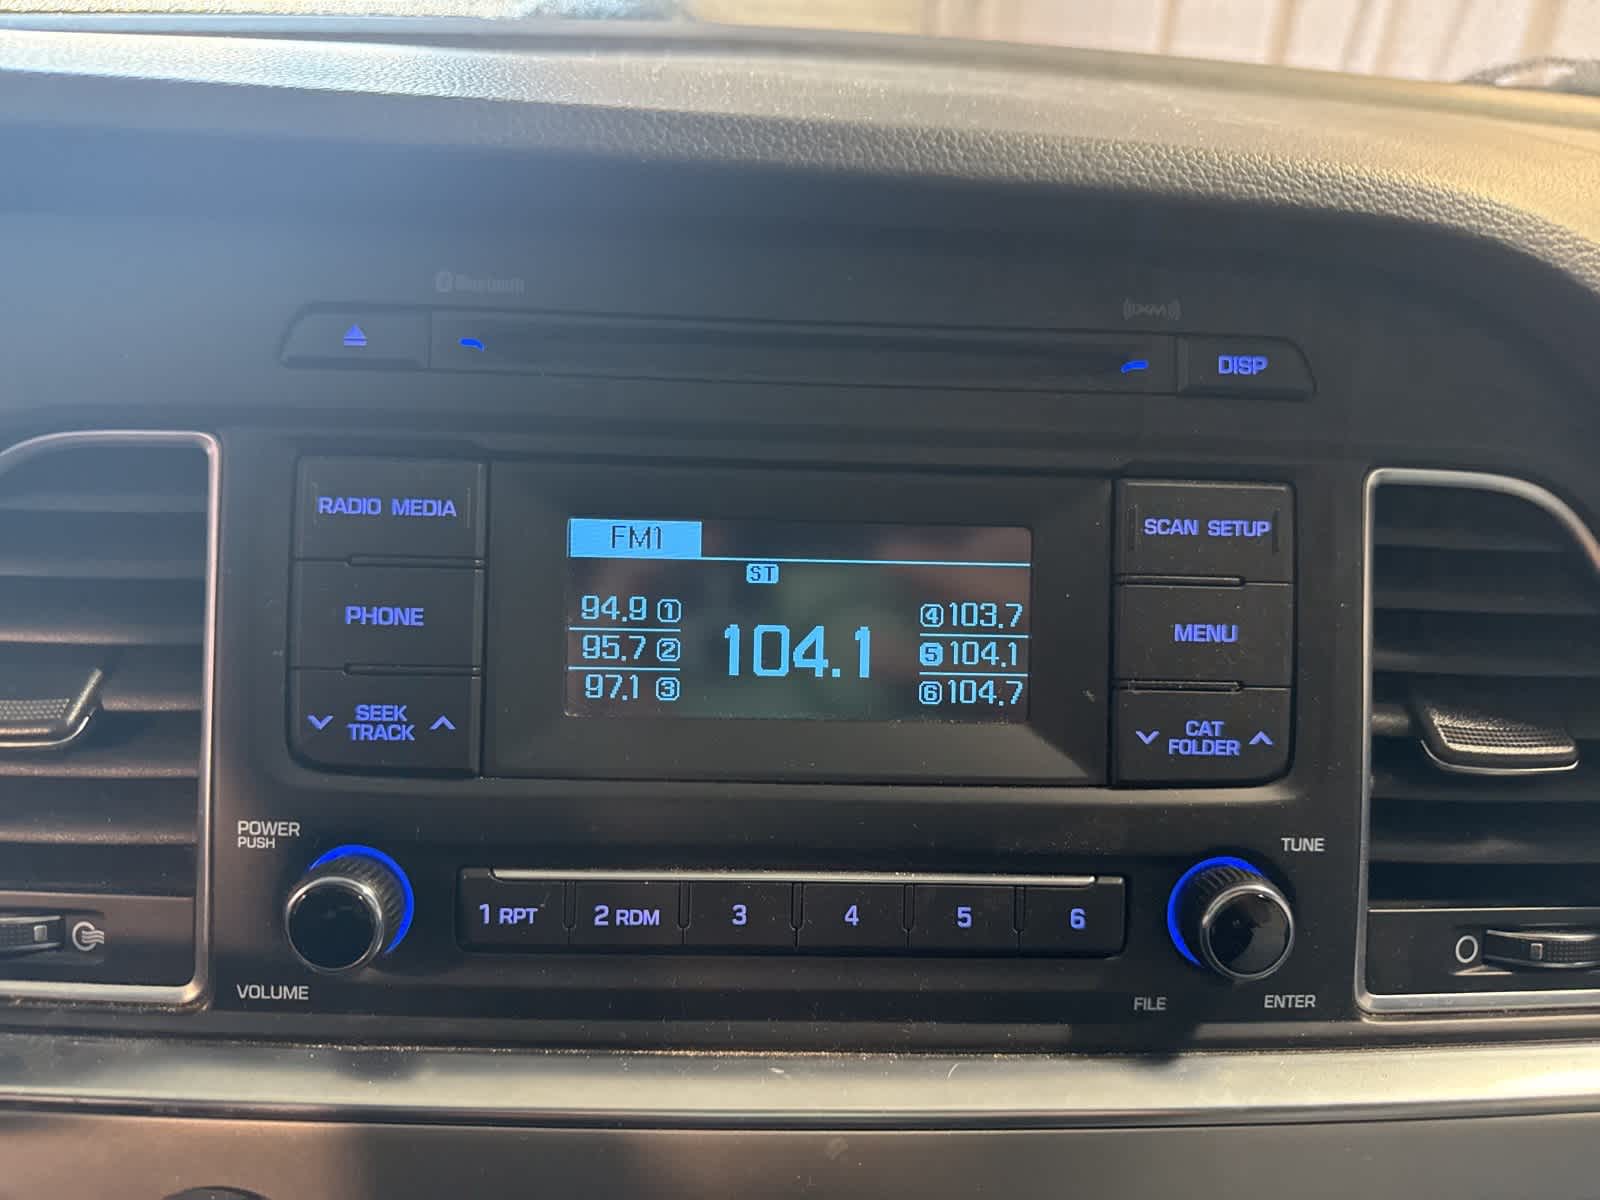 Bluetooth
((XM))
DISP
RADIO MEDIA
SCAN SETUP
FM1
ST
PHONE
MENU
94.9 1
95.7 2
97.1 3
104.1
4 103.7
5 104.1
6 104.7
SEEK
TRACK
CAT
FOLDER
POWER
PUSH
TUNE
1 RPT
2 RDM
3
4
5
6
VOLUME
FILE
ENTER